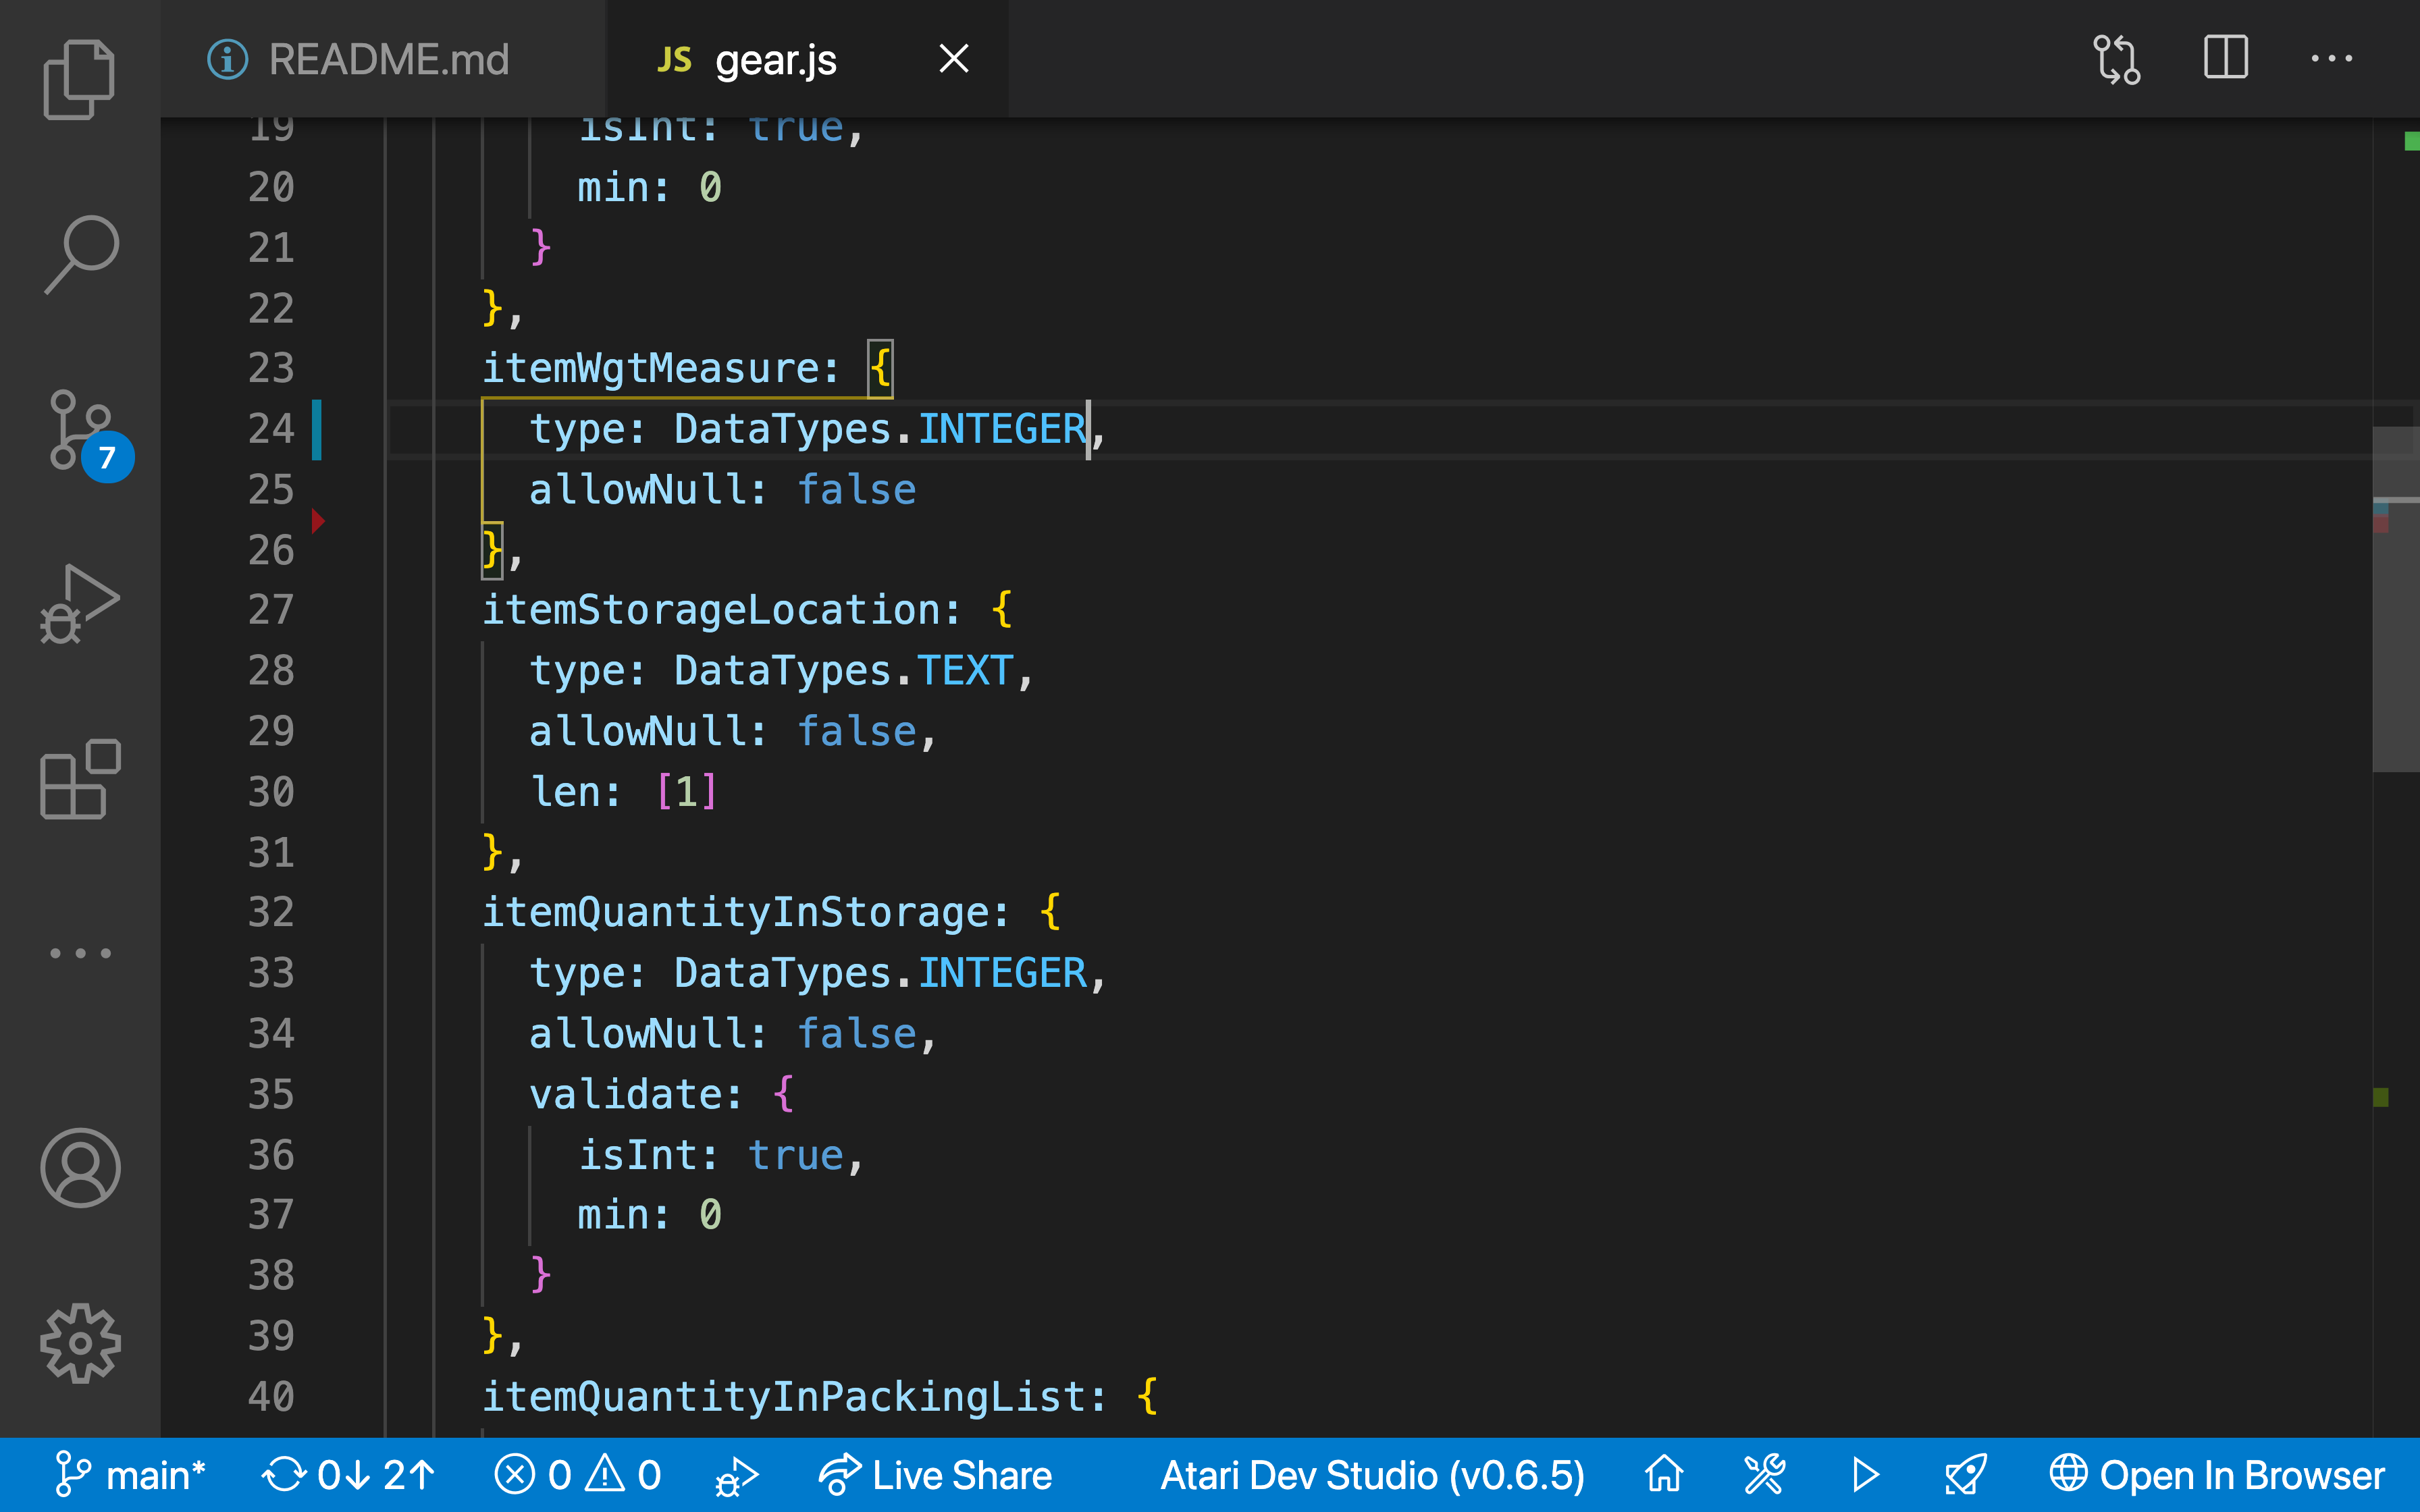 README.md
JS gear.js
19 isInt: true,
20 min: 0
21 }
22 },
23 itemWgtMeasure: {
24 type: DataTypes.INTEGER,
25 allowNull: false
26 },
27 itemStorageLocation: {
28 type: DataTypes.TEXT,
29 allowNull: false,
30 len: [1]
31 },
32 itemQuantityInStorage: {
33 type: DataTypes.INTEGER,
34 allowNull: false,
35 validate: {
36 isInt: true,
37 min: 0
38 }
39 },
40 itemQuantityInPackingList: {
7
main* 0↓ 2↑ 0 0 Live Share Atari Dev Studio (v0.6.5) Open In Browser